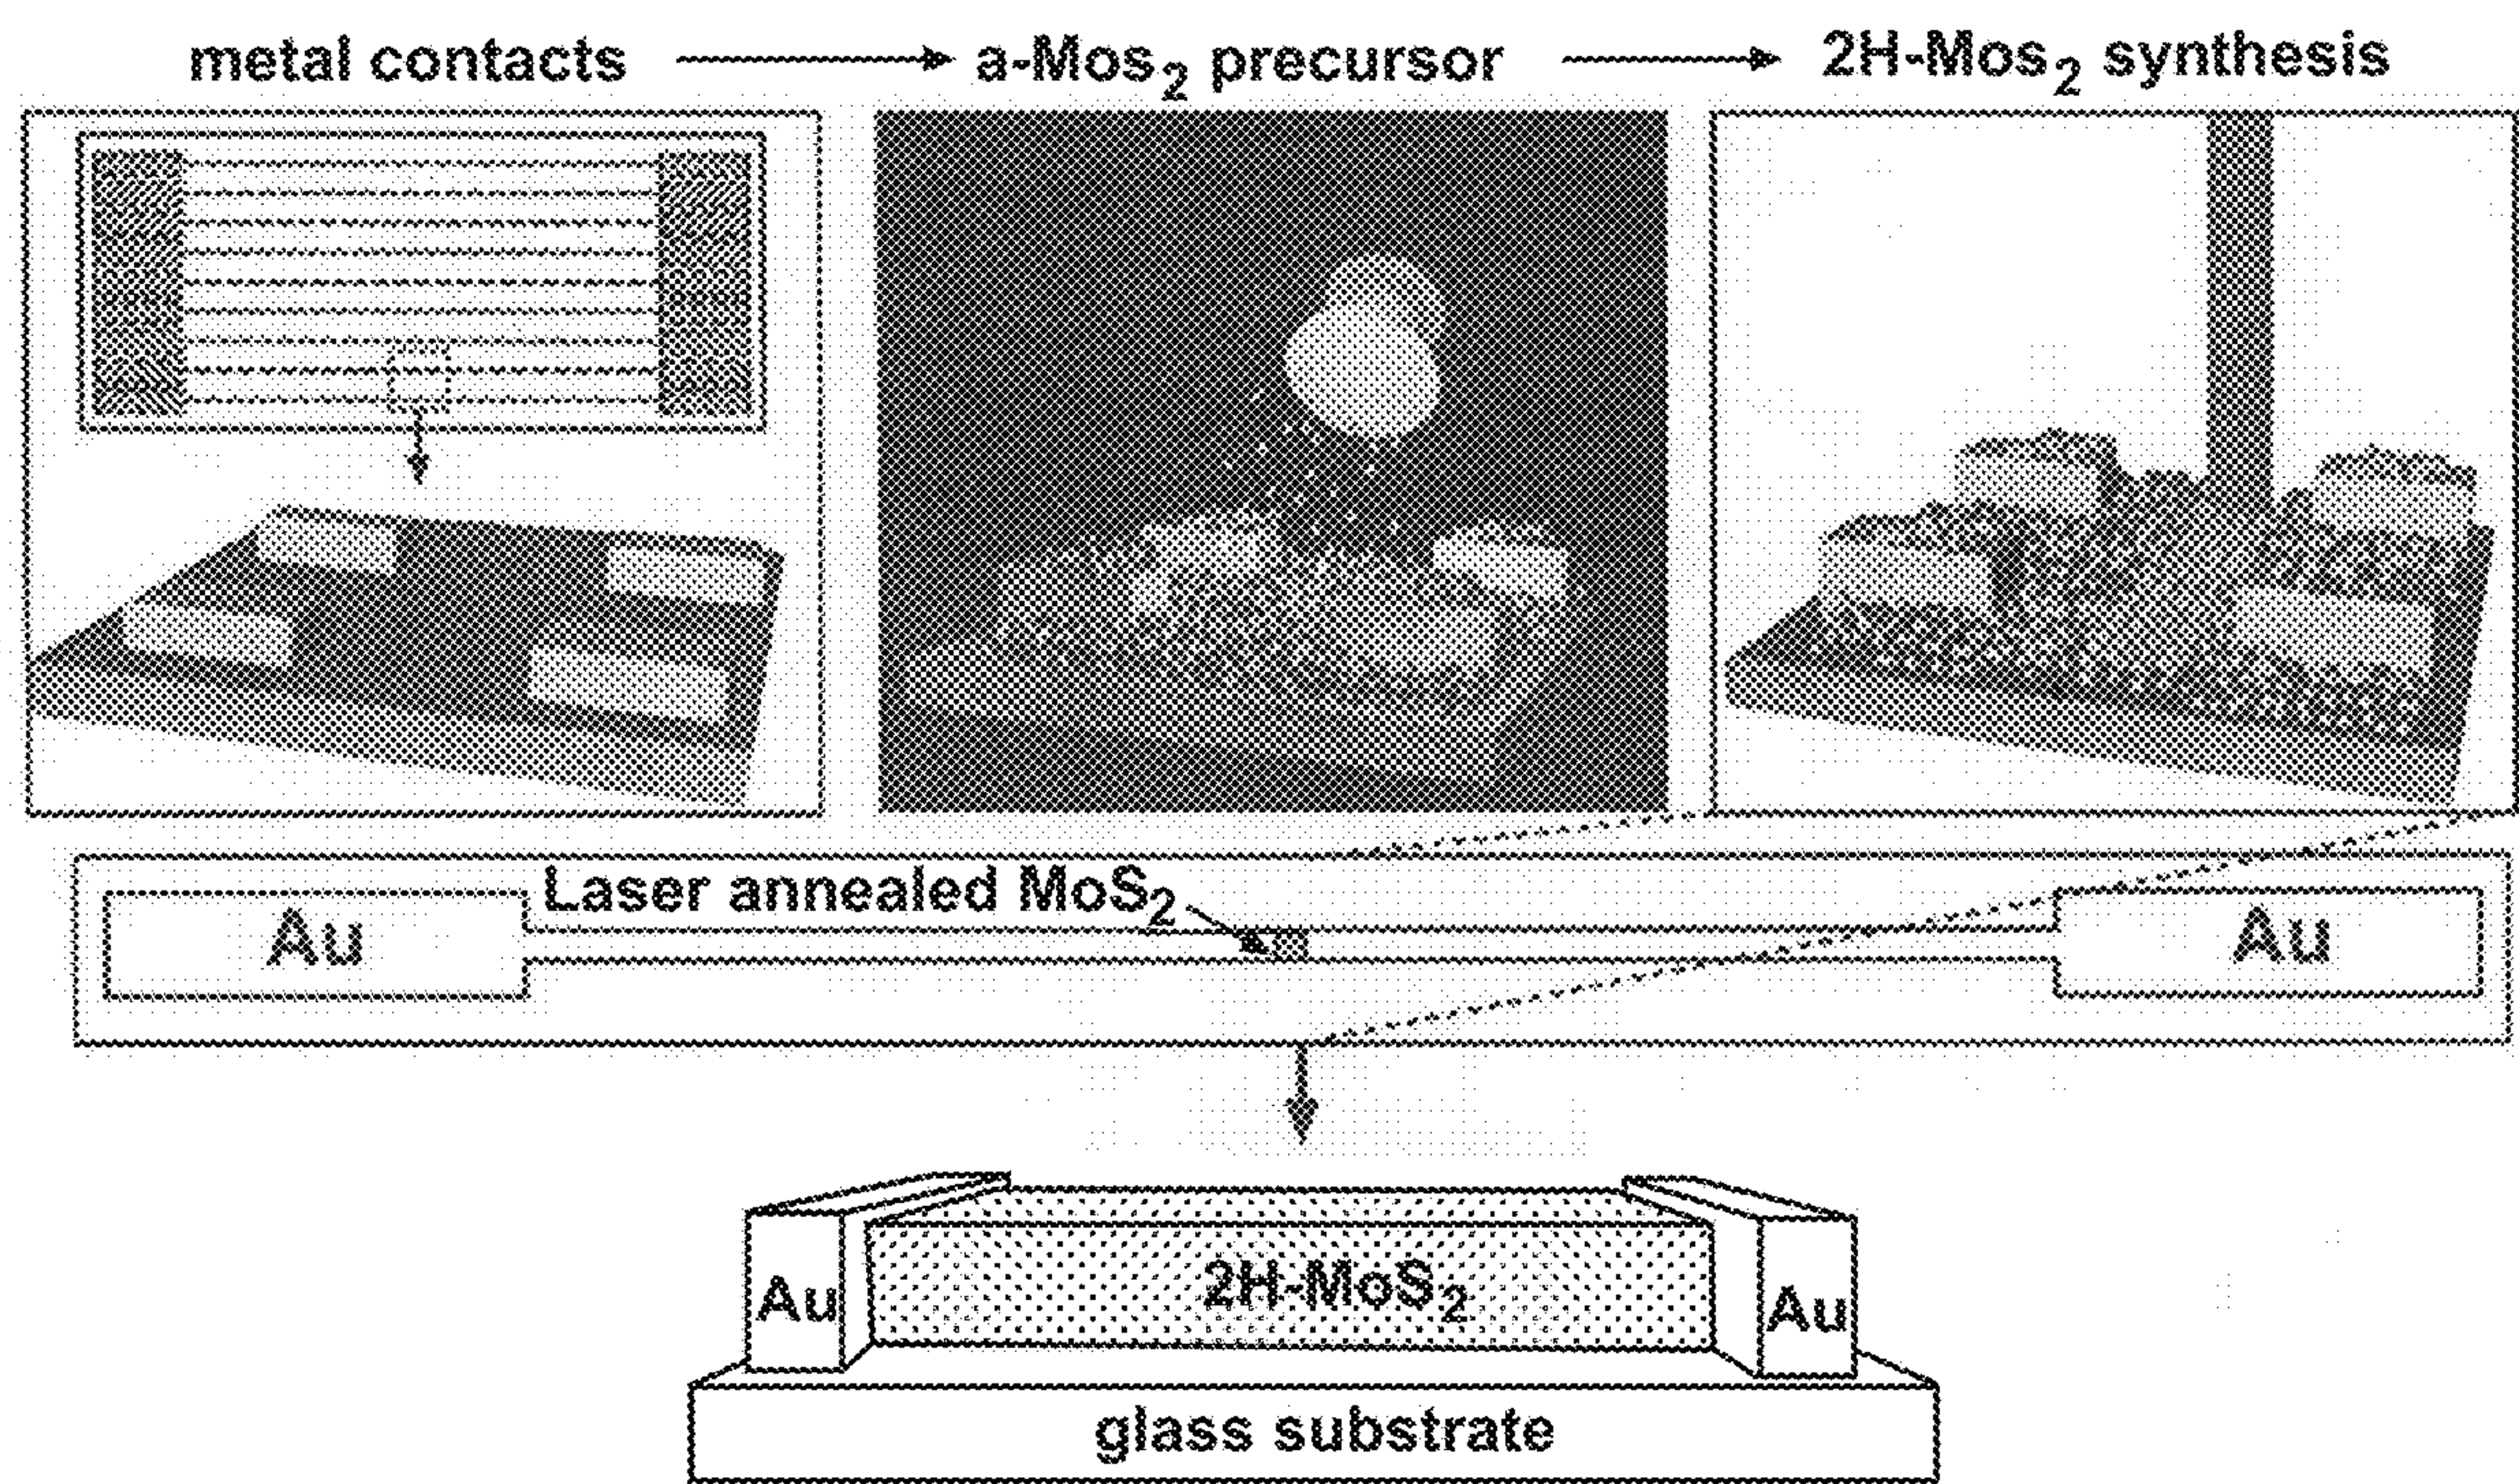 metal contacts → a-Mos₂ precursor → 2H-Mos₂ synthesis
Laser annealed MoS₂
Au
Au
2H-MoS₂
Au
Au
glass substrate